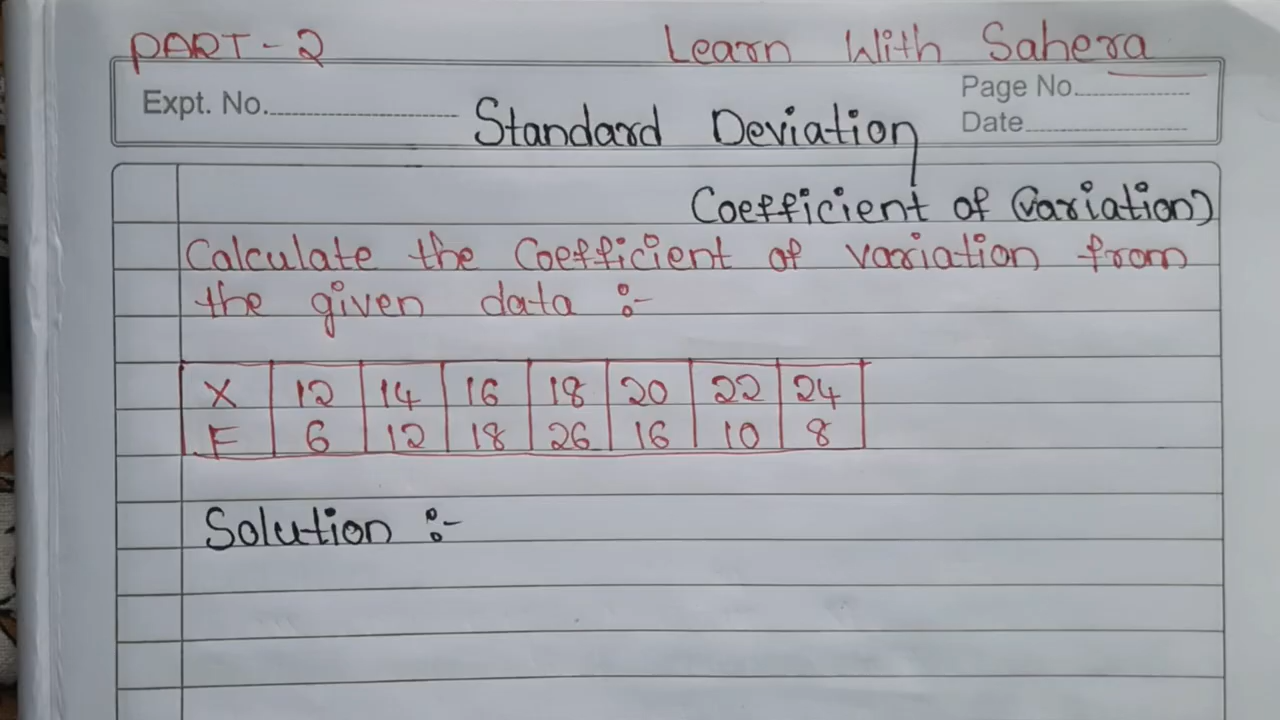 PART-2 Learn With Sahera
Expt. No. Page No.
Standard Deviation
Date
Coefficient of (variation)
Calculate the Coefficient of variation from
the given data :-
X 12 14 16 18 20 22 24
F 6 12 18 26 16 10 8
Solution :-